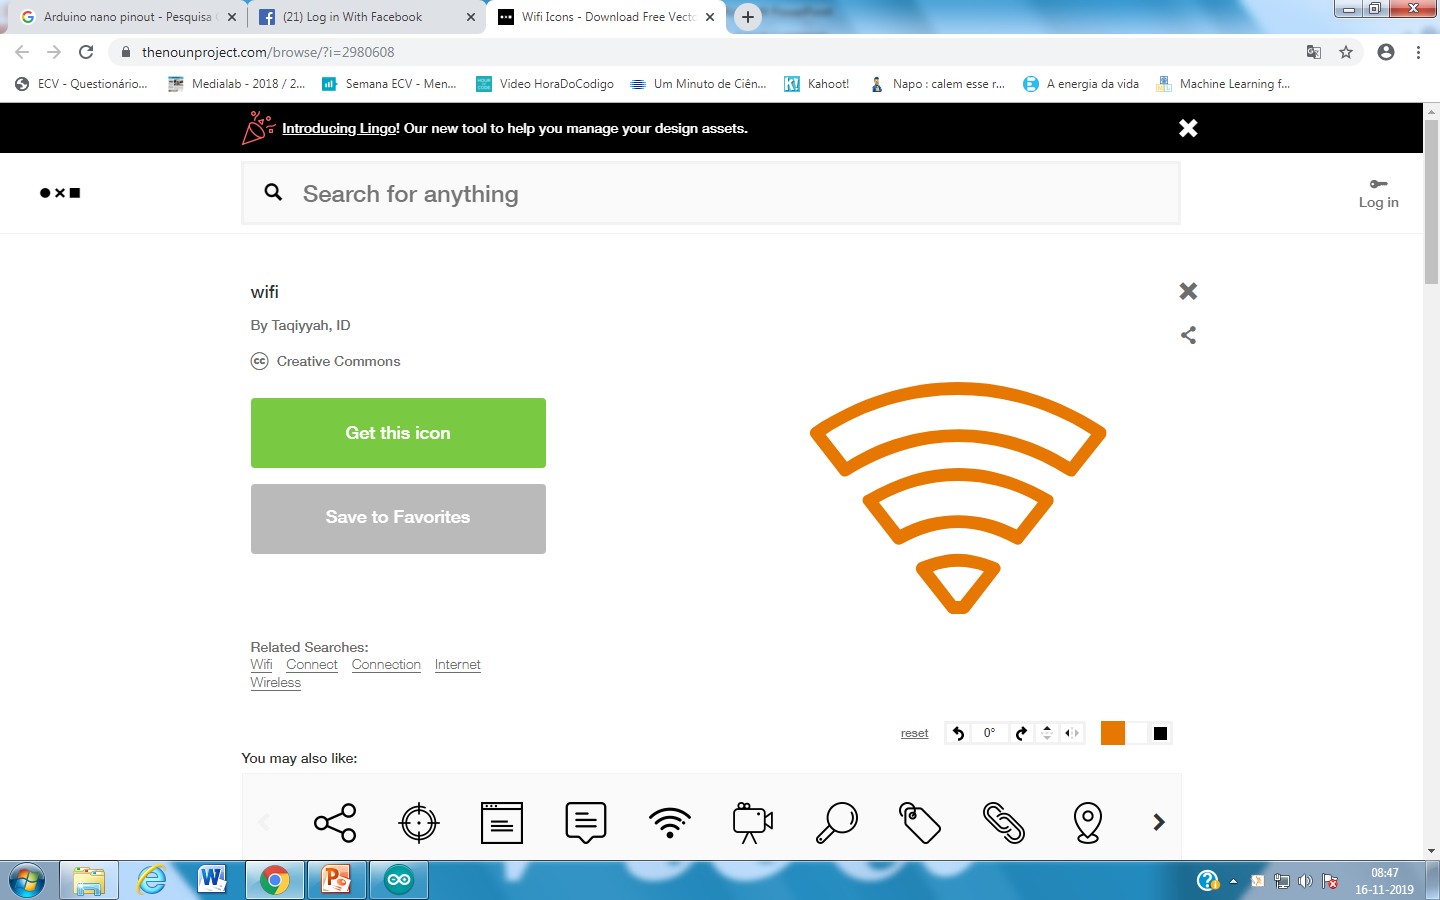 Arduino nano pinout - Pesquisa
(21) Log in With Facebook
Wifi Icons - Download Free Vecto
thenounproject.com/browse/?i=2980608
ECV - Questionário...
Medialab - 2018 / 2...
Semana ECV - Men...
Video HoraDoCodigo
Um Minuto de Ciên...
Kahoot!
Napo : calem esse r...
A energia da vida
Machine Learning f...
Introducing Lingo! Our new tool to help you manage your design assets.
Search for anything
Log in
wifi
By Taqiyyah, ID
cc Creative Commons
Get this icon
Save to Favorites
Related Searches:
Wifi Connect Connection Internet
Wireless
reset 0°
You may also like:
08:47
16-11-2019